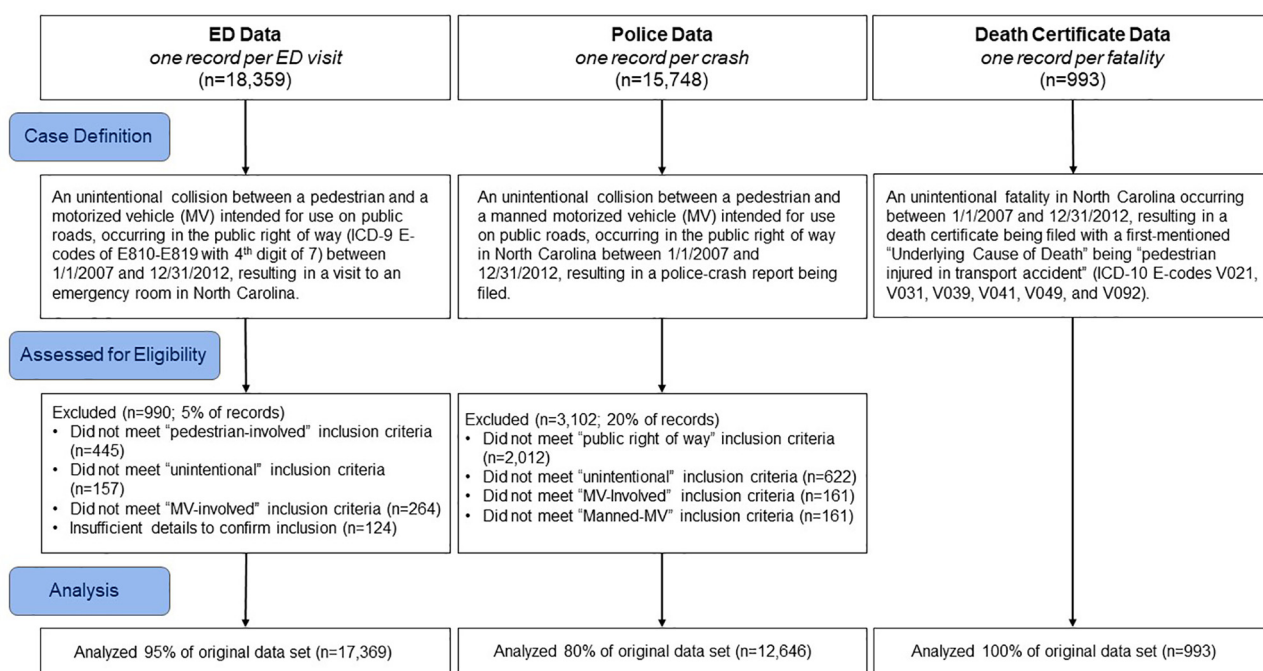 ED Data
one record per ED visit
(n=18,359)
Police Data
one record per crash
(n=15,748)
Death Certificate Data
one record per fatality
(n=993)
Case Definition
An unintentional collision between a pedestrian and a
motorized vehicle (MV) intended for use on public
roads, occurring in the public right of way (ICD-9 E-
codes of E810-E819 with 4th digit of 7) between
1/1/2007 and 12/31/2012, resulting in a visit to an
emergency room in North Carolina.
An unintentional collision between a pedestrian and
a manned motorized vehicle (MV) intended for use
on public roads, occurring in the public right of way
in North Carolina between 1/1/2007 and
12/31/2012, resulting in a police-crash report being
filed.
An unintentional fatality in North Carolina occurring
between 1/1/2007 and 12/31/2012, resulting in a
death certificate being filed with a first-mentioned
“Underlying Cause of Death” being “pedestrian
injured in transport accident” (ICD-10 E-codes V021,
V031, V039, V041, V049, and V092).
Assessed for Eligibility
Excluded (n=990; 5% of records)
• Did not meet “pedestrian-involved” inclusion criteria
(n=445)
• Did not meet “unintentional” inclusion criteria
(n=157)
• Did not meet “MV-involved” inclusion criteria (n=264)
• Insufficient details to confirm inclusion (n=124)
Excluded (n=3,102; 20% of records)
• Did not meet “public right of way” inclusion criteria
(n=2,012)
• Did not meet “unintentional” inclusion criteria (n=622)
• Did not meet “MV-Involved” inclusion criteria (n=161)
• Did not meet “Manned-MV” inclusion criteria (n=161)
Analysis
Analyzed 95% of original data set (n=17,369)
Analyzed 80% of original data set (n=12,646)
Analyzed 100% of original data set (n=993)